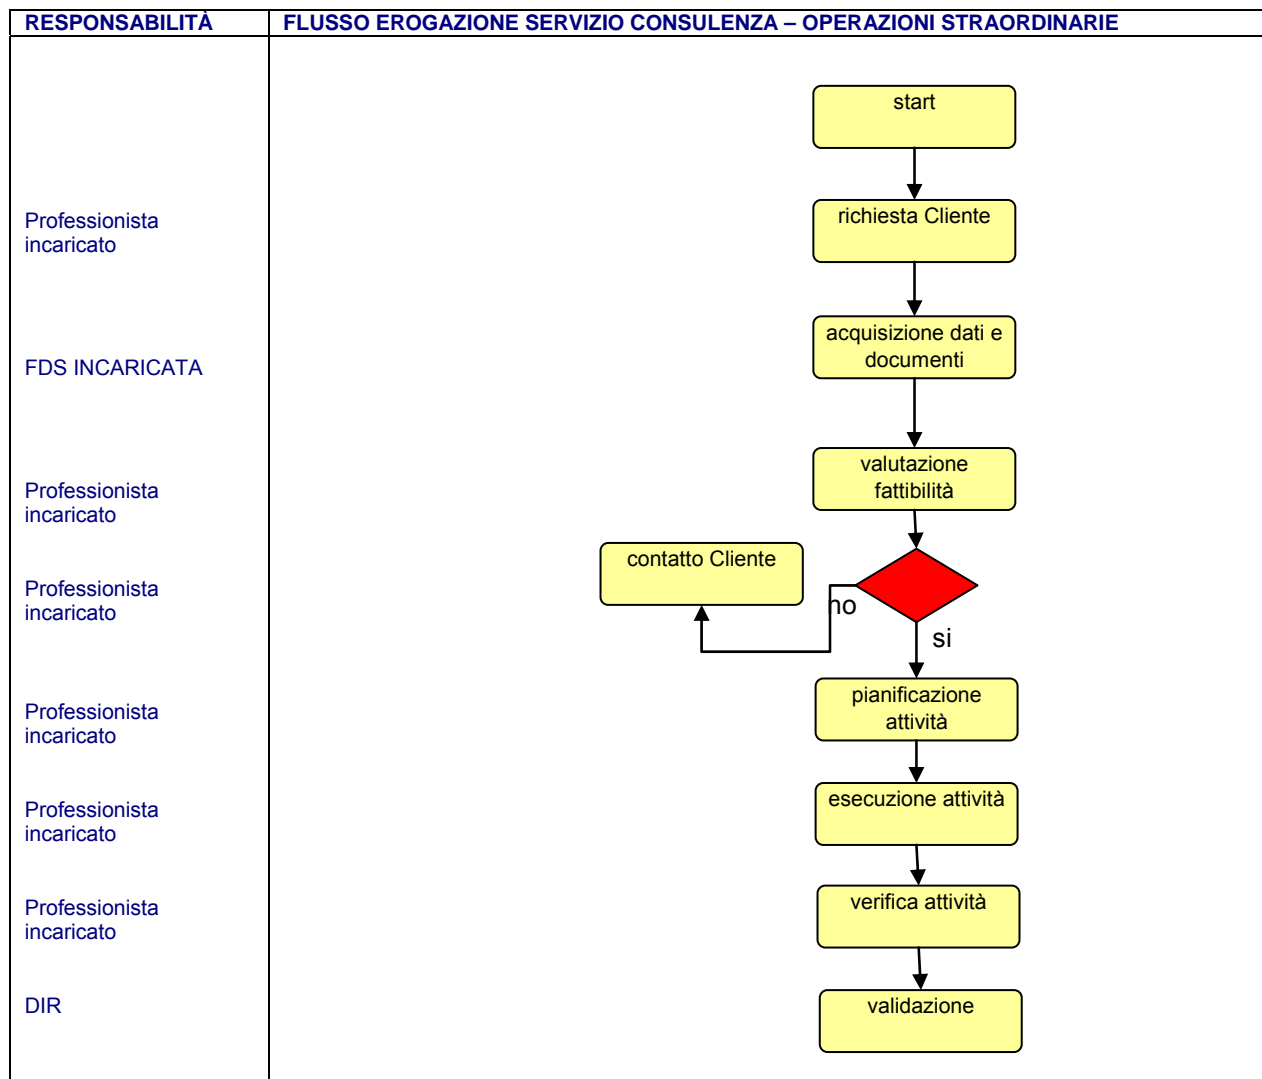 RESPONSABILITÀ
FLUSSO EROGAZIONE SERVIZIO CONSULENZA – OPERAZIONI STRAORDINARIE
start
Professionista
incaricato
richiesta Cliente
FDS INCARICATA
acquisizione dati e
documenti
Professionista
incaricato
valutazione
fattibilità
Professionista
incaricato
contatto Cliente
no
si
Professionista
incaricato
pianificazione
attività
Professionista
incaricato
esecuzione attività
Professionista
incaricato
verifica attività
DIR
validazione